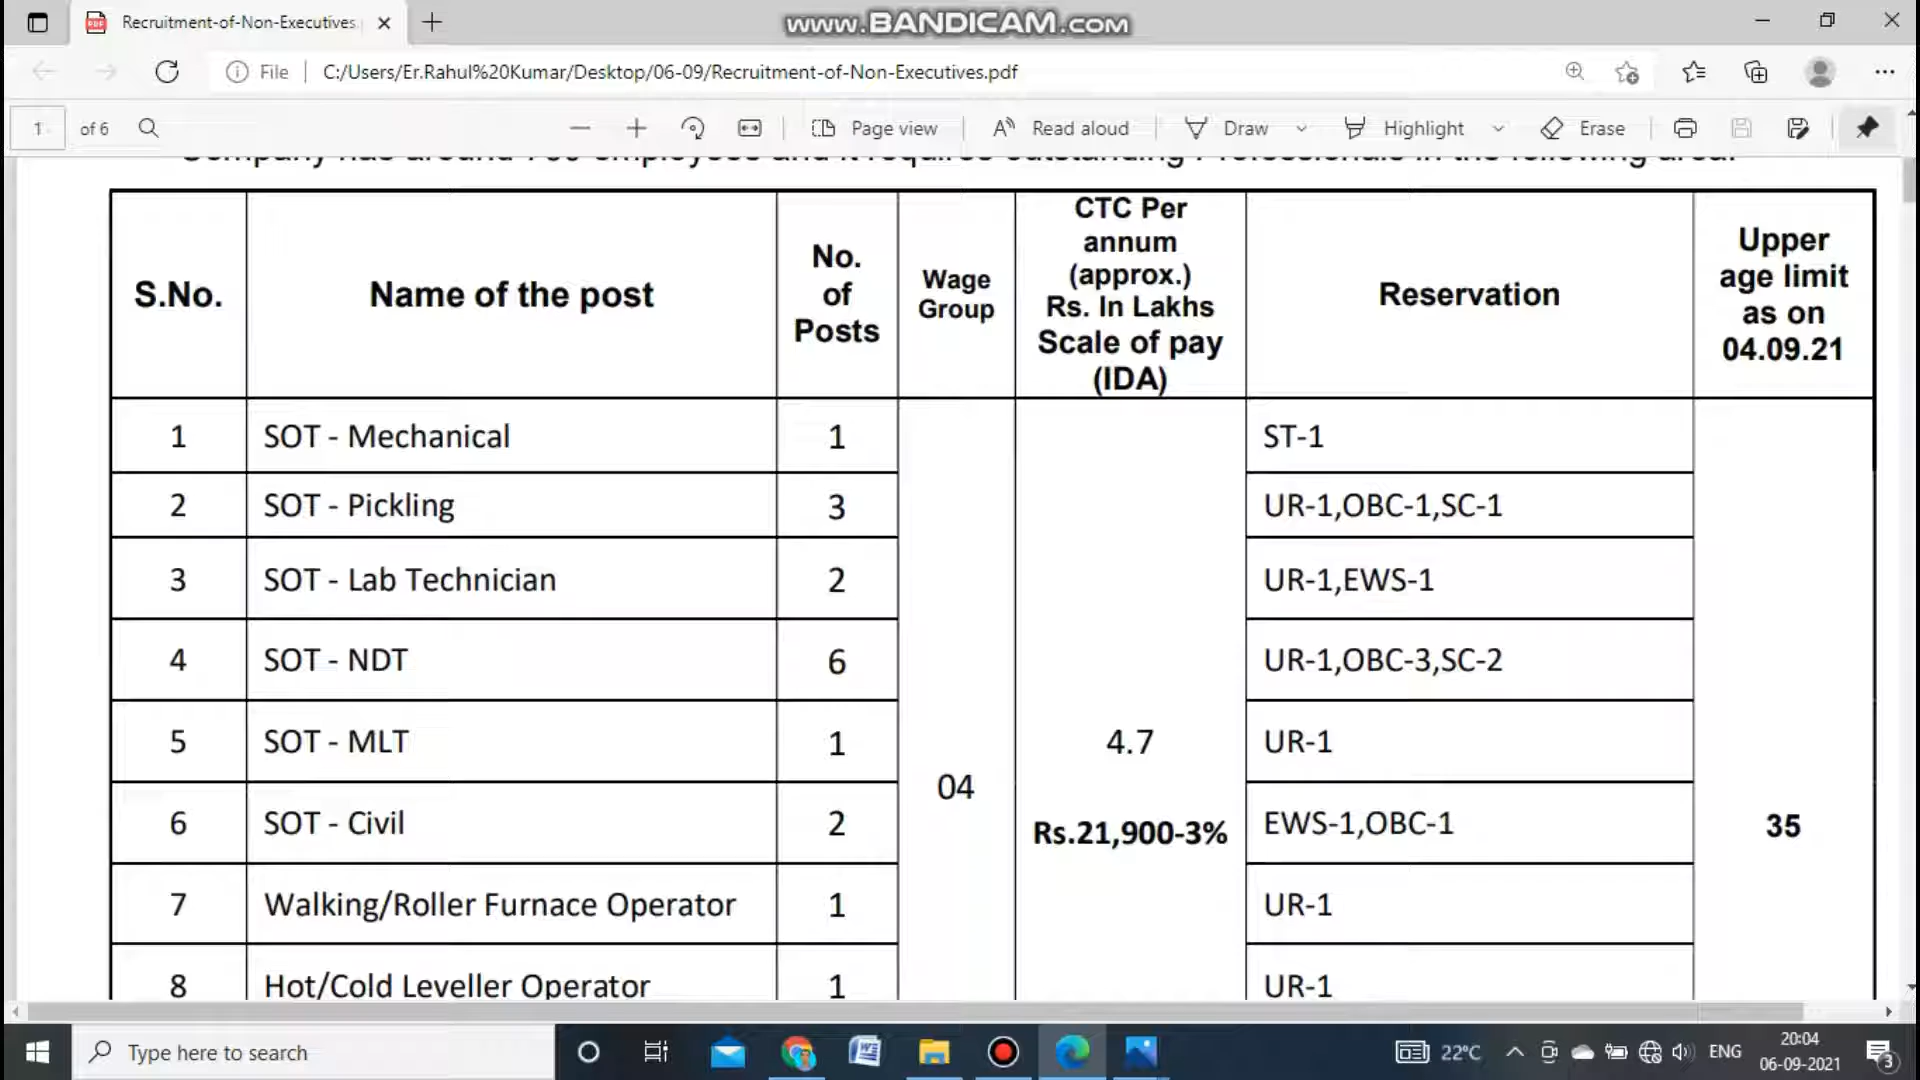 Recruitment-of-Non-Executives
www.BANDICAM.com
File
C:/Users/Er.Rahul%20Kumar/Desktop/06-09/Recruitment-of-Non-Executives.pdf
1 of 6
Page view
Read aloud
Draw
Highlight
Erase
S.No.
Name of the post
No.
of
Posts
Wage
Group
CTC Per
annum
(approx.)
Rs. In Lakhs
Scale of pay
(IDA)
Reservation
Upper
age limit
as on
04.09.21
1 SOT - Mechanical 1 ST-1
2 SOT - Pickling 3 UR-1,OBC-1,SC-1
3 SOT - Lab Technician 2 UR-1,EWS-1
4 SOT - NDT 6 UR-1,OBC-3,SC-2
5 SOT - MLT 1 4.7 UR-1
04
6 SOT - Civil 2 Rs.21,900-3% EWS-1,OBC-1 35
7 Walking/Roller Furnace Operator 1 UR-1
8 Hot/Cold Leveller Operator 1 UR-1
Type here to search
22°C
ENG
20:04
06-09-2021
3